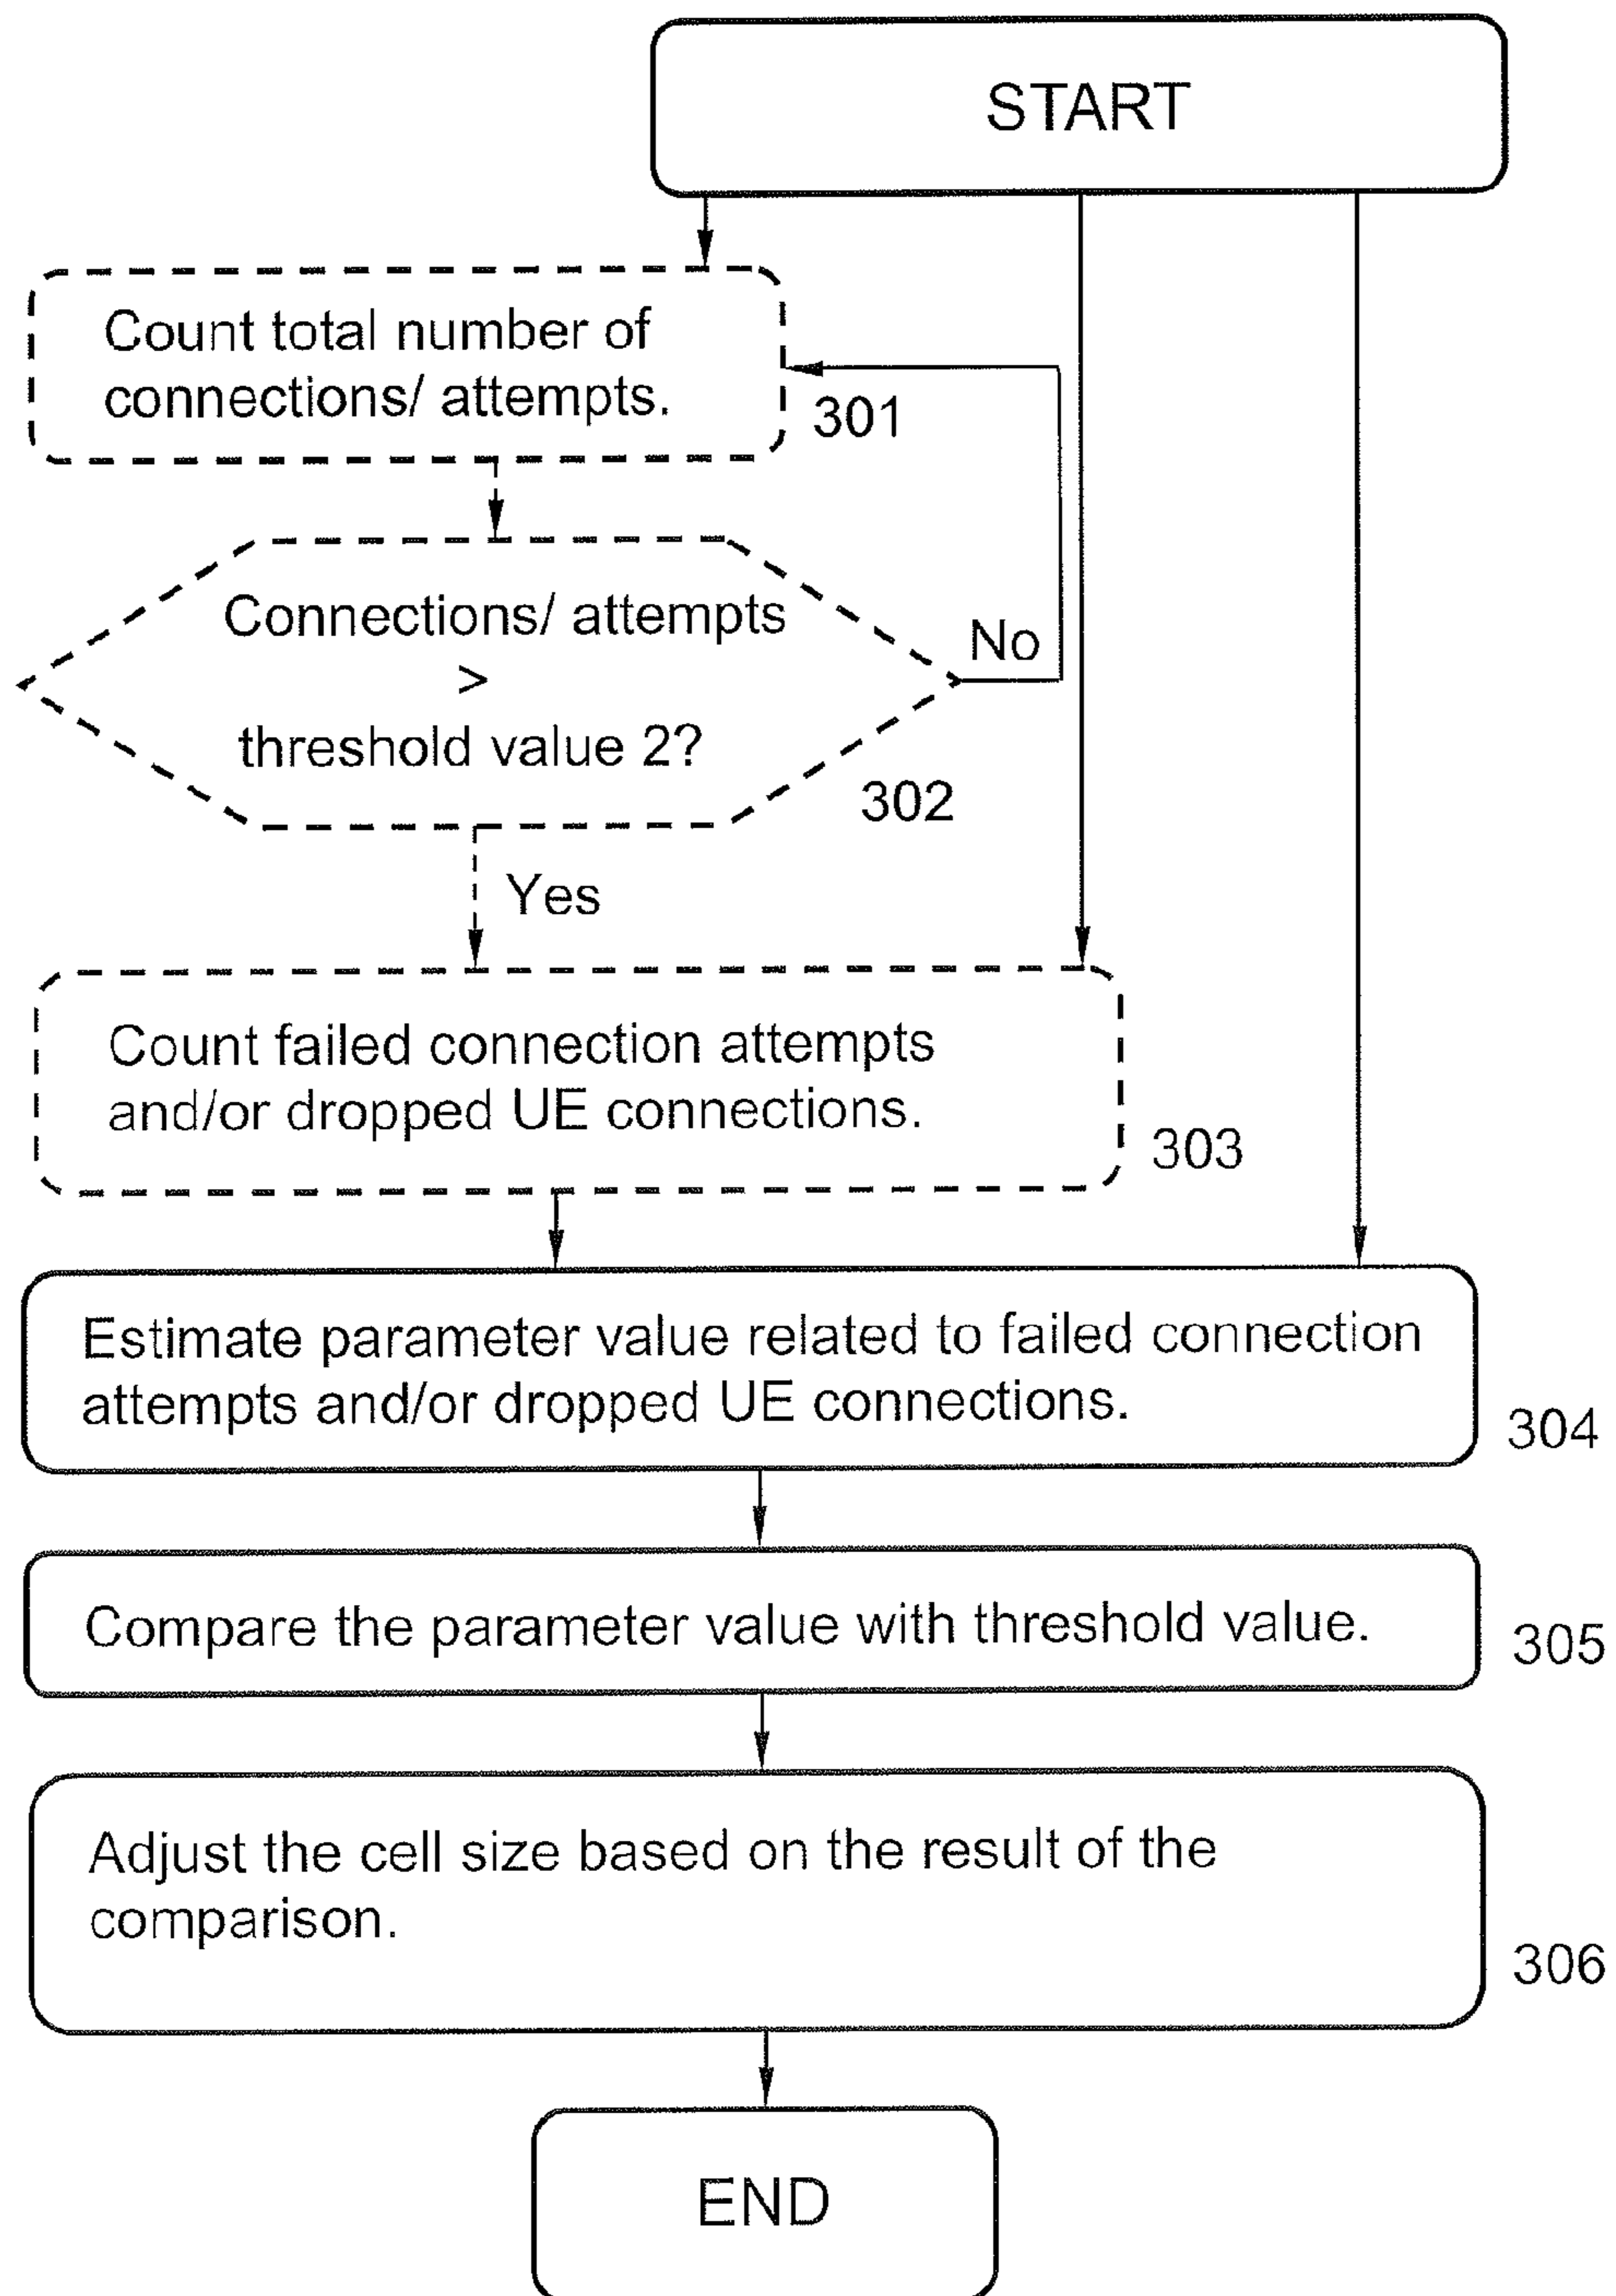 START
Count total number of
connections/ attempts.
301
Connections/ attempts
>
threshold value 2?
No
302
Yes
Count failed connection attempts
and/or dropped UE connections.
303
Estimate parameter value related to failed connection
attempts and/or dropped UE connections.
304
Compare the parameter value with threshold value.
305
Adjust the cell size based on the result of the
comparison.
306
END